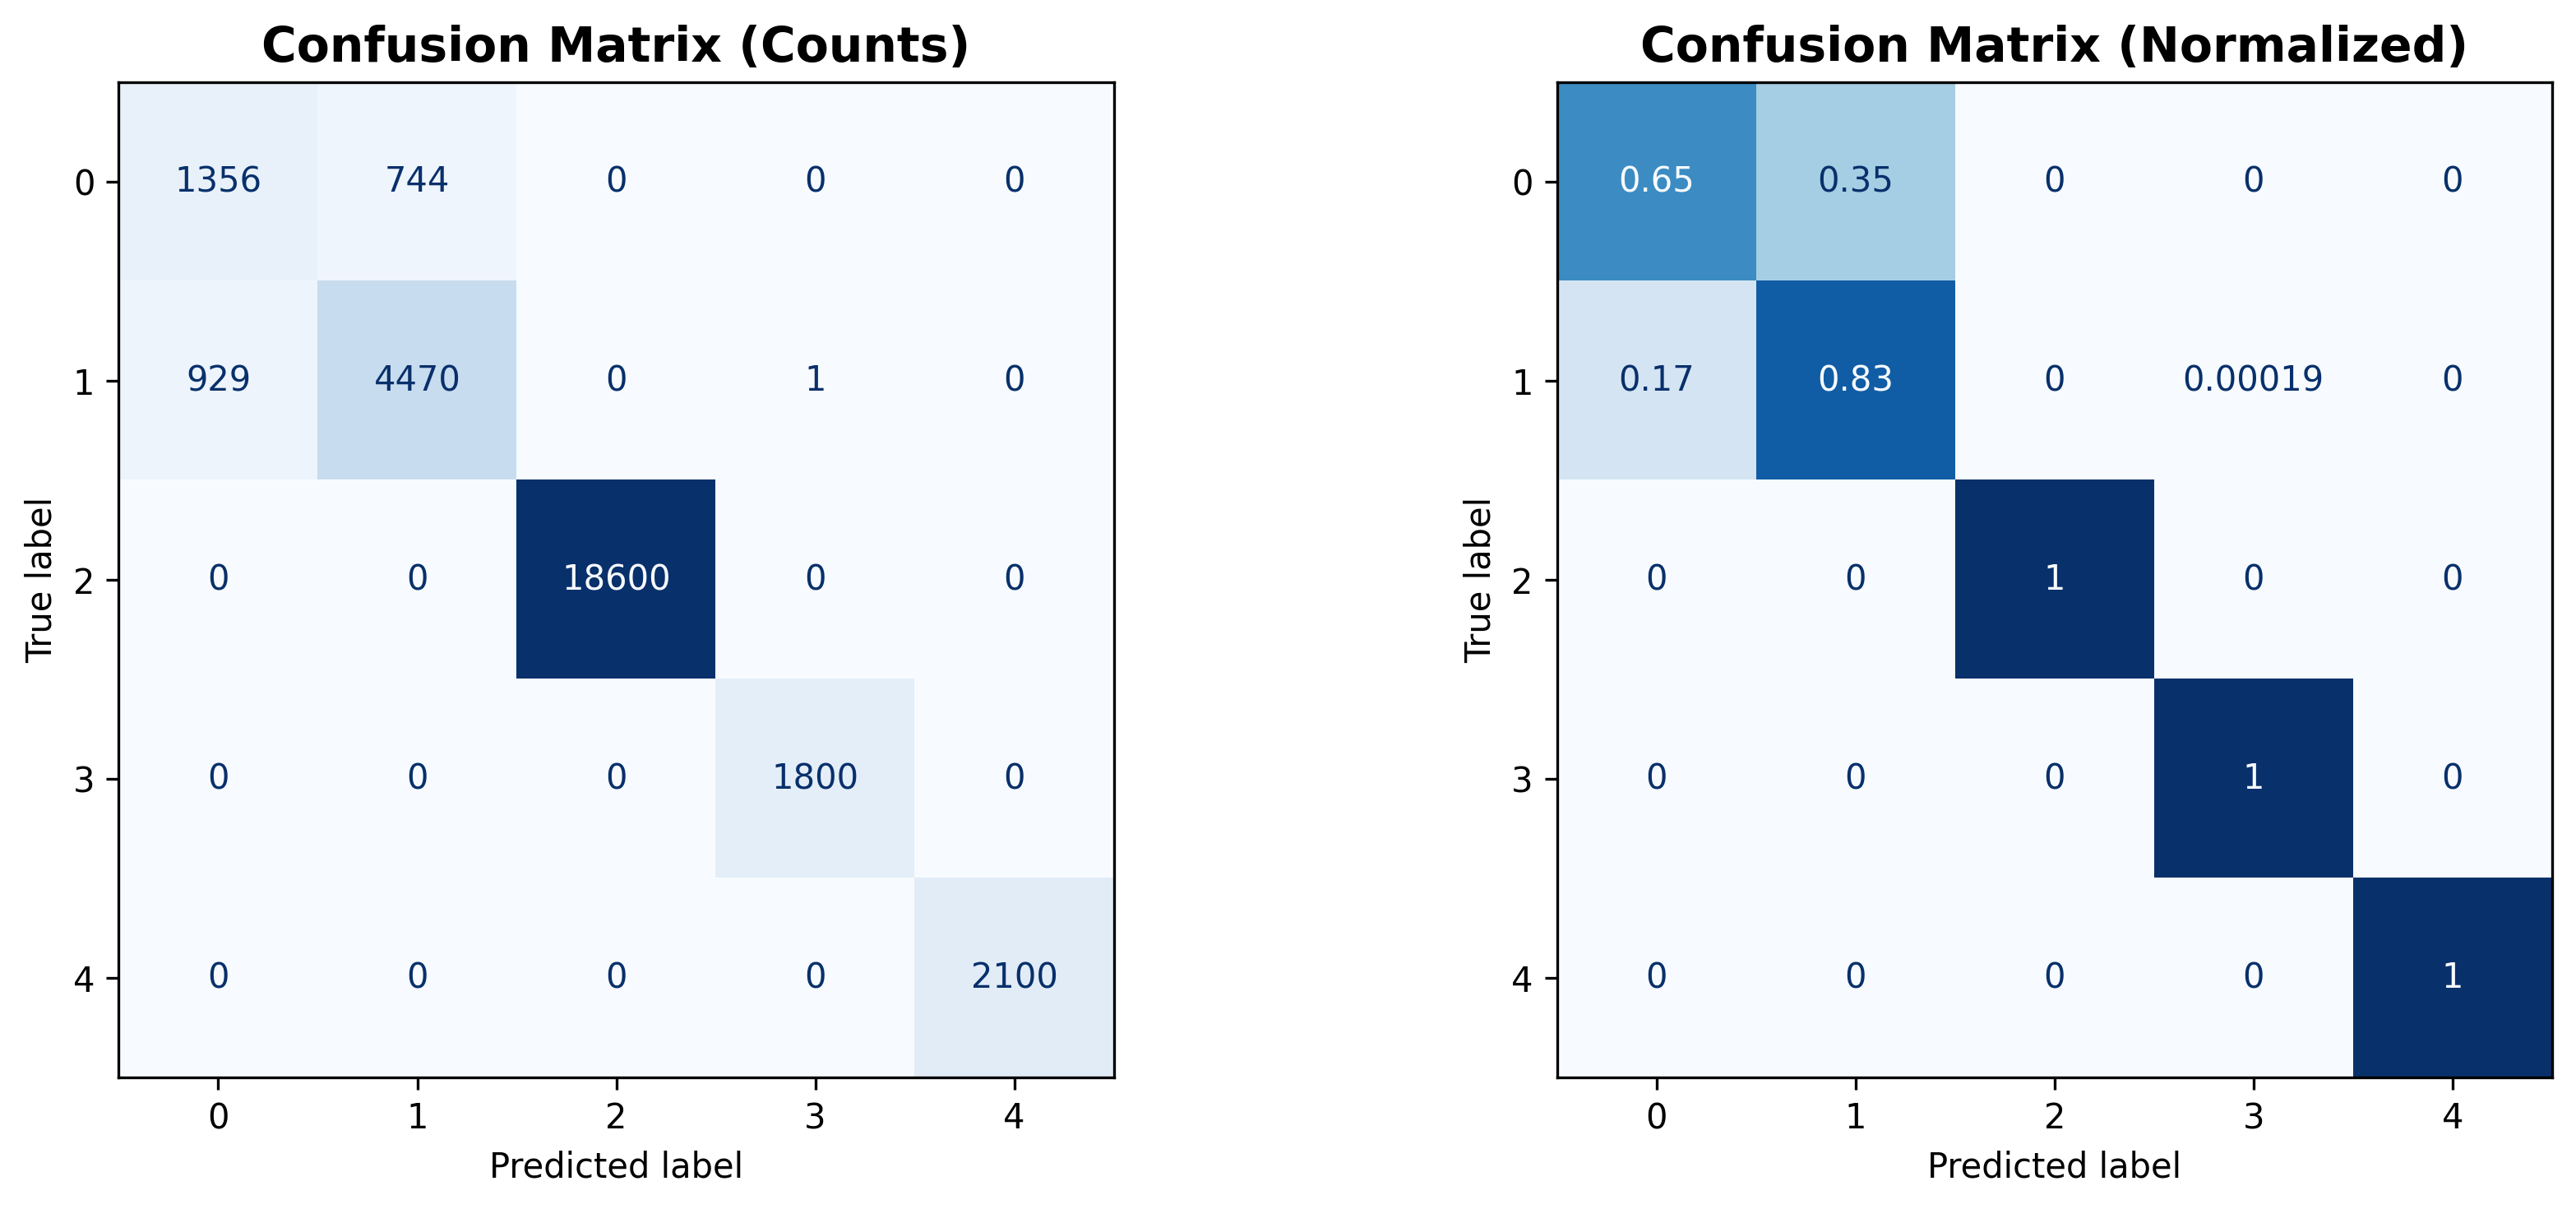 Confusion Matrix (Counts)
0 1356 744 0 0 0
1 929 4470 0 1 0
2 0 0 18600 0 0
3 0 0 0 1800 0
4 0 0 0 0 2100
True label
0 1 2 3 4
Predicted label
Confusion Matrix (Normalized)
0 0.65 0.35 0 0 0
1 0.17 0.83 0 0.00019 0
2 0 0 1 0 0
3 0 0 0 1 0
4 0 0 0 0 1
True label
0 1 2 3 4
Predicted label